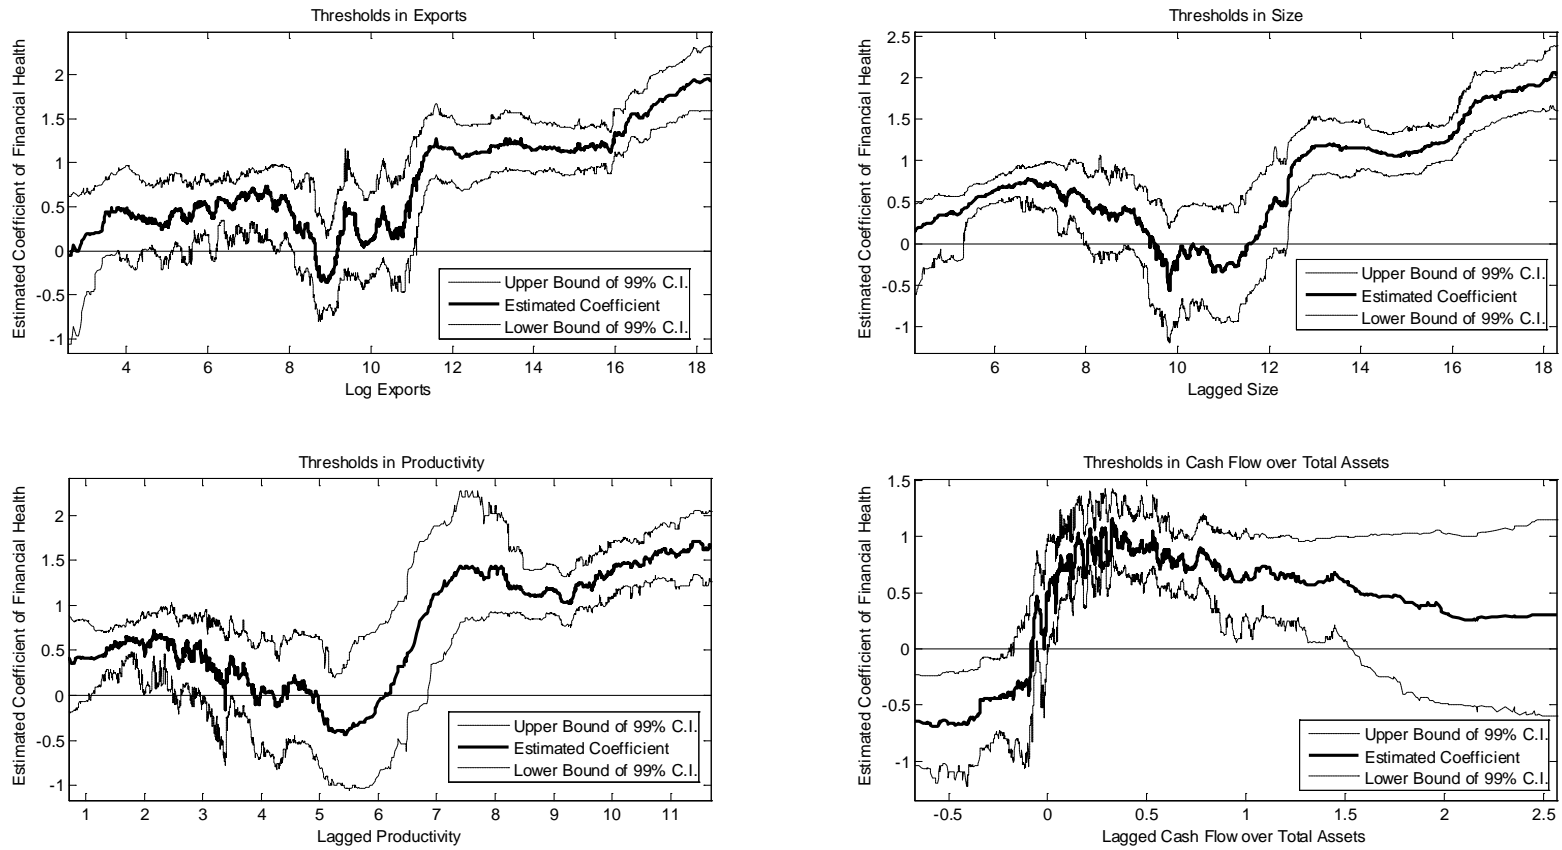 Thresholds in Exports
Estimated Coefficient of Financial Health
2
1.5
1
0.5
0
-0.5
-1
4 6 8 10 12 14 16 18
Log Exports
Upper Bound of 99% C.I.
Estimated Coefficient
Lower Bound of 99% C.I.
Thresholds in Size
Estimated Coefficient of Financial Health
2.5
2
1.5
1
0.5
0
-0.5
-1
6 8 10 12 14 16 18
Lagged Size
Upper Bound of 99% C.I.
Estimated Coefficient
Lower Bound of 99% C.I.
Thresholds in Productivity
Estimated Coefficient of Financial Health
2
1.5
1
0.5
0
-0.5
-1
1 2 3 4 5 6 7 8 9 10 11
Lagged Productivity
Upper Bound of 99% C.I.
Estimated Coefficient
Lower Bound of 99% C.I.
Thresholds in Cash Flow over Total Assets
Estimated Coefficient of Financial Health
1.5
1
0.5
0
-0.5
-1
-0.5 0 0.5 1 1.5 2 2.5
Lagged Cash Flow over Total Assets
Upper Bound of 99% C.I.
Estimated Coefficient
Lower Bound of 99% C.I.